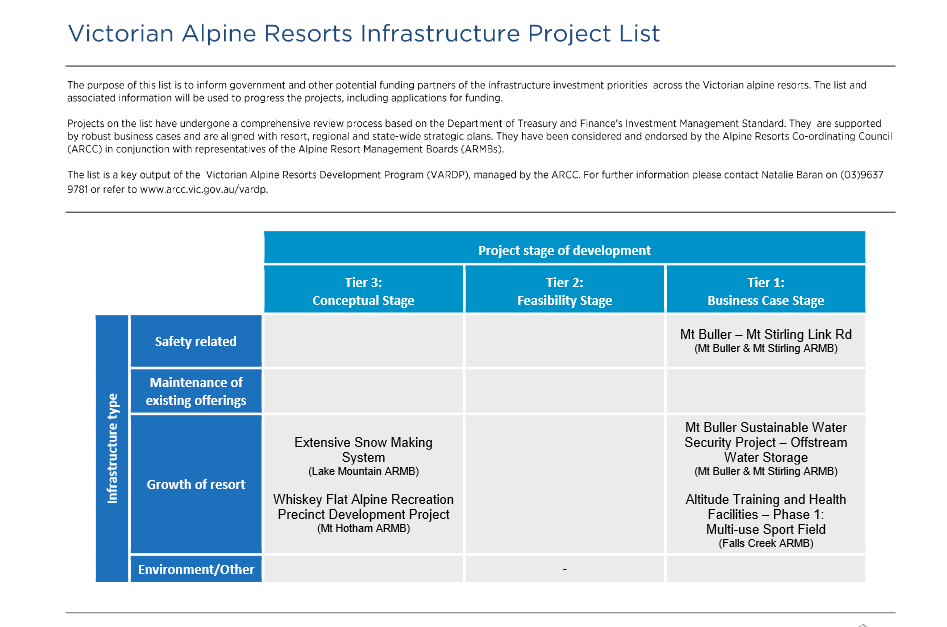 Victorian Alpine Resorts Infrastructure Project List
The purpose of this list is to inform government and other potential funding partners of the infrastructure investment priorities across the Victorian alpine resorts. The list and
associated information will be used to progress the projects, including applications for funding.
Projects on the list have undergone a comprehensive review process based on the Department of Treasury and Finance's Investment Management Standard. They are supported
by robust business cases and are aligned with resort, regional and state-wide strategic plans. They have been considered and endorsed by the Alpine Resorts Co-ordinating Council
(ARCC) in conjunction with representatives of the Alpine Resort Management Boards (ARMBs).
The list is a key output of the Victorian Alpine Resorts Development Program (VARDP), managed by the ARCC. For further information please contact Natalie Baran on (03)9637
9781 or refer to www.arcc.vic.gov.au/vardp.
Project stage of development
Tier 3:
Conceptual Stage
Tier 2:
Feasibility Stage
Tier 1:
Business Case Stage
Infrastructure type
Safety related
Mt Buller – Mt Stirling Link Rd
(Mt Buller & Mt Stirling ARMB)
Maintenance of
existing offerings
Growth of resort
Extensive Snow Making
System
(Lake Mountain ARMB)
Whiskey Flat Alpine Recreation
Precinct Development Project
(Mt Hotham ARMB)
Mt Buller Sustainable Water
Security Project – Offstream
Water Storage
(Mt Buller & Mt Stirling ARMB)
Altitude Training and Health
Facilities – Phase 1:
Multi-use Sport Field
(Falls Creek ARMB)
Environment/Other
-